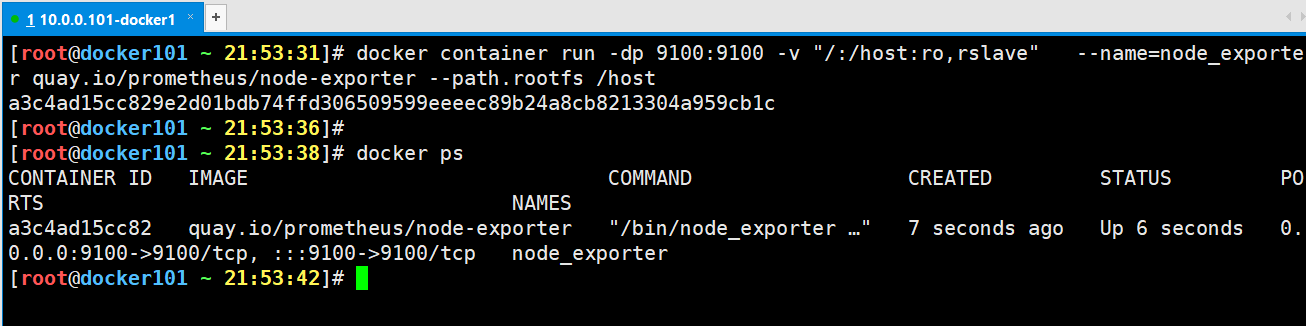 1 10.0.0.101-docker1 × +
[root@docker101 ~ 21:53:31]# docker container run -dp 9100:9100 -v "/:/host:ro,rslave"   --name=node_exporte
r quay.io/prometheus/node-exporter --path.rootfs /host
a3c4ad15cc829e2d01bdb74ffd306509599eeeec89b24a8cb8213304a959cb1c
[root@docker101 ~ 21:53:36]#
[root@docker101 ~ 21:53:38]# docker ps
CONTAINER ID   IMAGE                              COMMAND                  CREATED         STATUS         PO
RTS                                       NAMES
a3c4ad15cc82   quay.io/prometheus/node-exporter   "/bin/node_exporter …"   7 seconds ago   Up 6 seconds   0.
0.0.0:9100->9100/tcp, :::9100->9100/tcp   node_exporter
[root@docker101 ~ 21:53:42]#